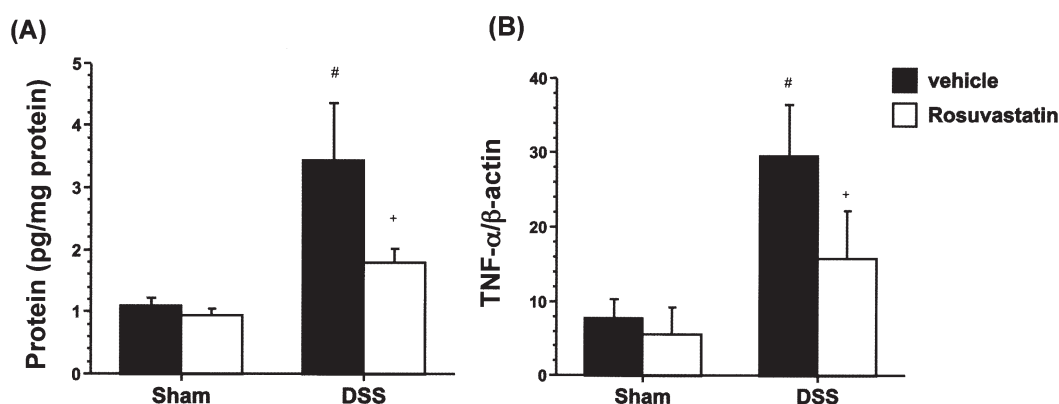 (A)
Protein (pg/mg protein)
5
4
3
2
1
0
#
+
Sham
DSS
(B)
TNF-α/β-actin
40
30
20
10
0
#
+
Sham
DSS
vehicle
Rosuvastatin